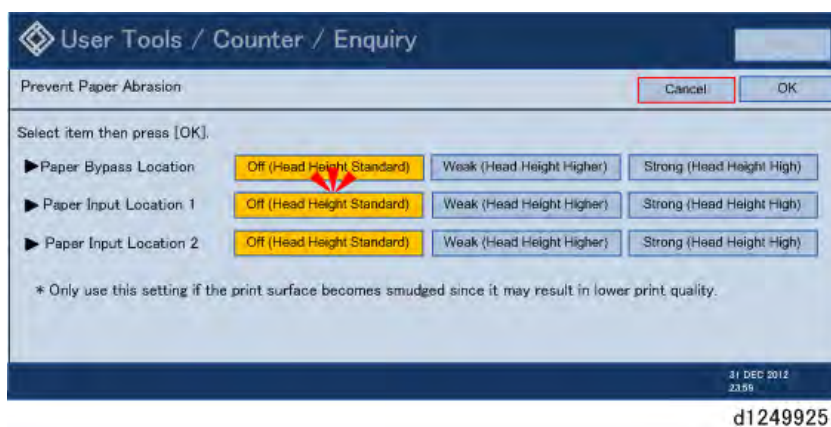 User Tools / Counter / Enquiry
Prevent Paper Abrasion
Cancel
OK
Select item then press [OK].
▶Paper Bypass Location
Off (Head Height Standard)
Weak (Head Height Higher)
Strong (Head Height High)
▶ Paper Input Location 1
Off (Head Height Standard)
Weak (Head Height Higher)
Strong (Head Height High)
▶ Paper Input Location 2
Off (Head Height Standard)
Weak (Head Height Higher)
Strong (Head Height High)
* Only use this setting if the print surface becomes smudged since it may result in lower print quality.
31 DEC 2012
23:59
d1249925